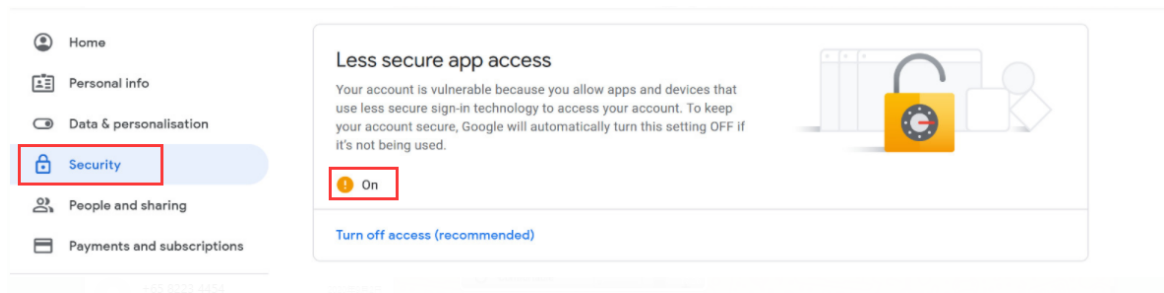 Home
Personal info
Data & personalisation
Security
People and sharing
Payments and subscriptions
Less secure app access
Your account is vulnerable because you allow apps and devices that
use less secure sign-in technology to access your account. To keep
your account secure, Google will automatically turn this setting OFF if
it's not being used.
On
Turn off access (recommended)